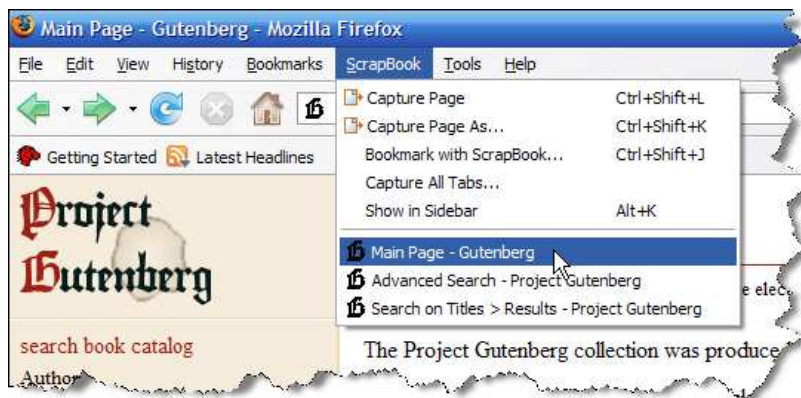 Main Page - Gutenberg - Mozilla Firefox
File Edit View History Bookmarks ScrapBook Tools Help
Capture Page Ctrl+Shift+L
Capture Page As... Ctrl+Shift+K
Bookmark with ScrapBook... Ctrl+Shift+J
Capture All Tabs...
Show in Sidebar Alt+K
Main Page - Gutenberg
Advanced Search - Project Gutenberg
Search on Titles > Results - Project Gutenberg
Getting Started Latest Headlines
Project
Gutenberg
search book catalog
Author
The Project Gutenberg collection was produce